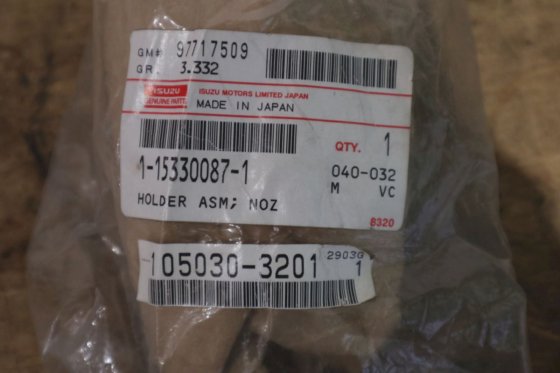 GM# 97717509
GR. 3.332
ISUZU
GENUINE PARTS
ISUZU MOTORS LIMITED JAPAN
MADE IN JAPAN
QTY. 1
1-15330087-1
040-032
M VC
HOLDER ASM; NOZ
8320
105030-3201
2903G
1